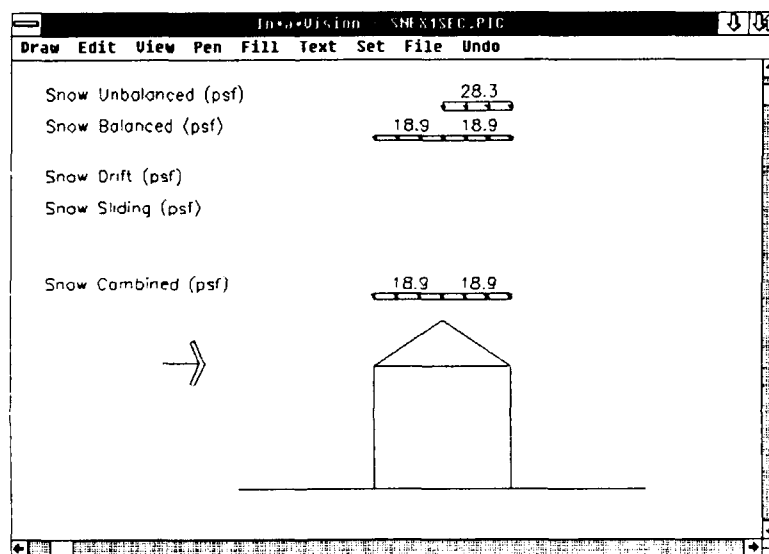 In*a*Vision - SNEX1SEC.PIC
Draw Edit View Pen Fill Text Set File Undo
Snow Unbalanced (psf) 28.3
Snow Balanced (psf) 18.9 18.9
Snow Drift (psf)
Snow Sliding (psf)
Snow Combined (psf) 18.9 18.9